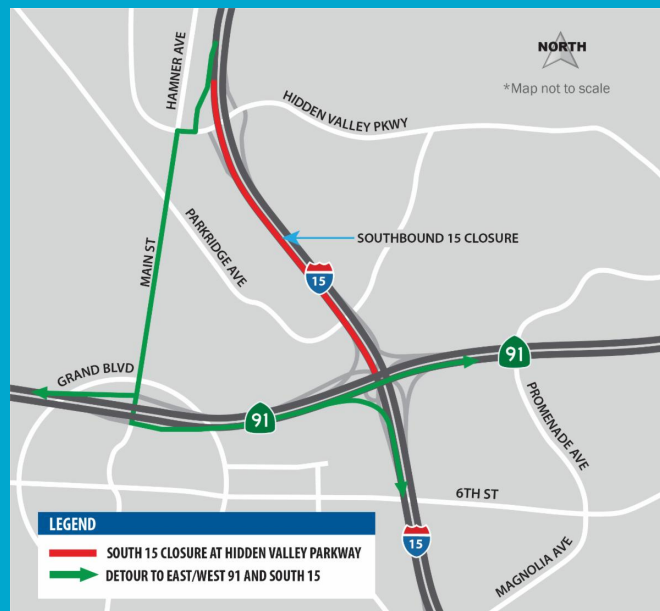 HAMNER AVE
NORTH
*Map not to scale
HIDDEN VALLEY PKWY
PARKRIDGE AVE
SOUTHBOUND 15 CLOSURE
MAIN ST
15
91
GRAND BLVD
91
PROMENADE AVE
6TH ST
15
MAGNOLIA AVE
LEGEND
SOUTH 15 CLOSURE AT HIDDEN VALLEY PARKWAY
DETOUR TO EAST/WEST 91 AND SOUTH 15